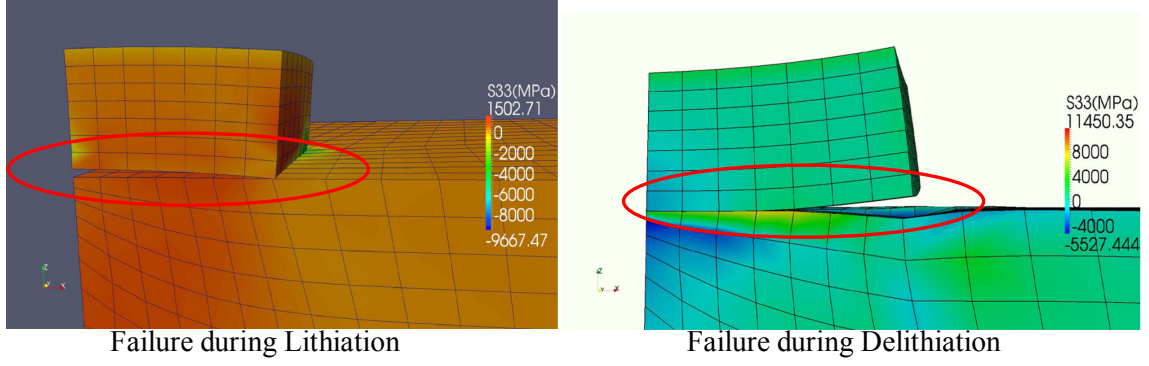 S33(MPa)
1502.71
0
-2000
-4000
-6000
-8000
-9667.47
Z
Y
X
S33(MPa)
11450.35
8000
4000
0
-4000
-5527.444
Z
Y
X
Failure during Lithiation
Failure during Delithiation